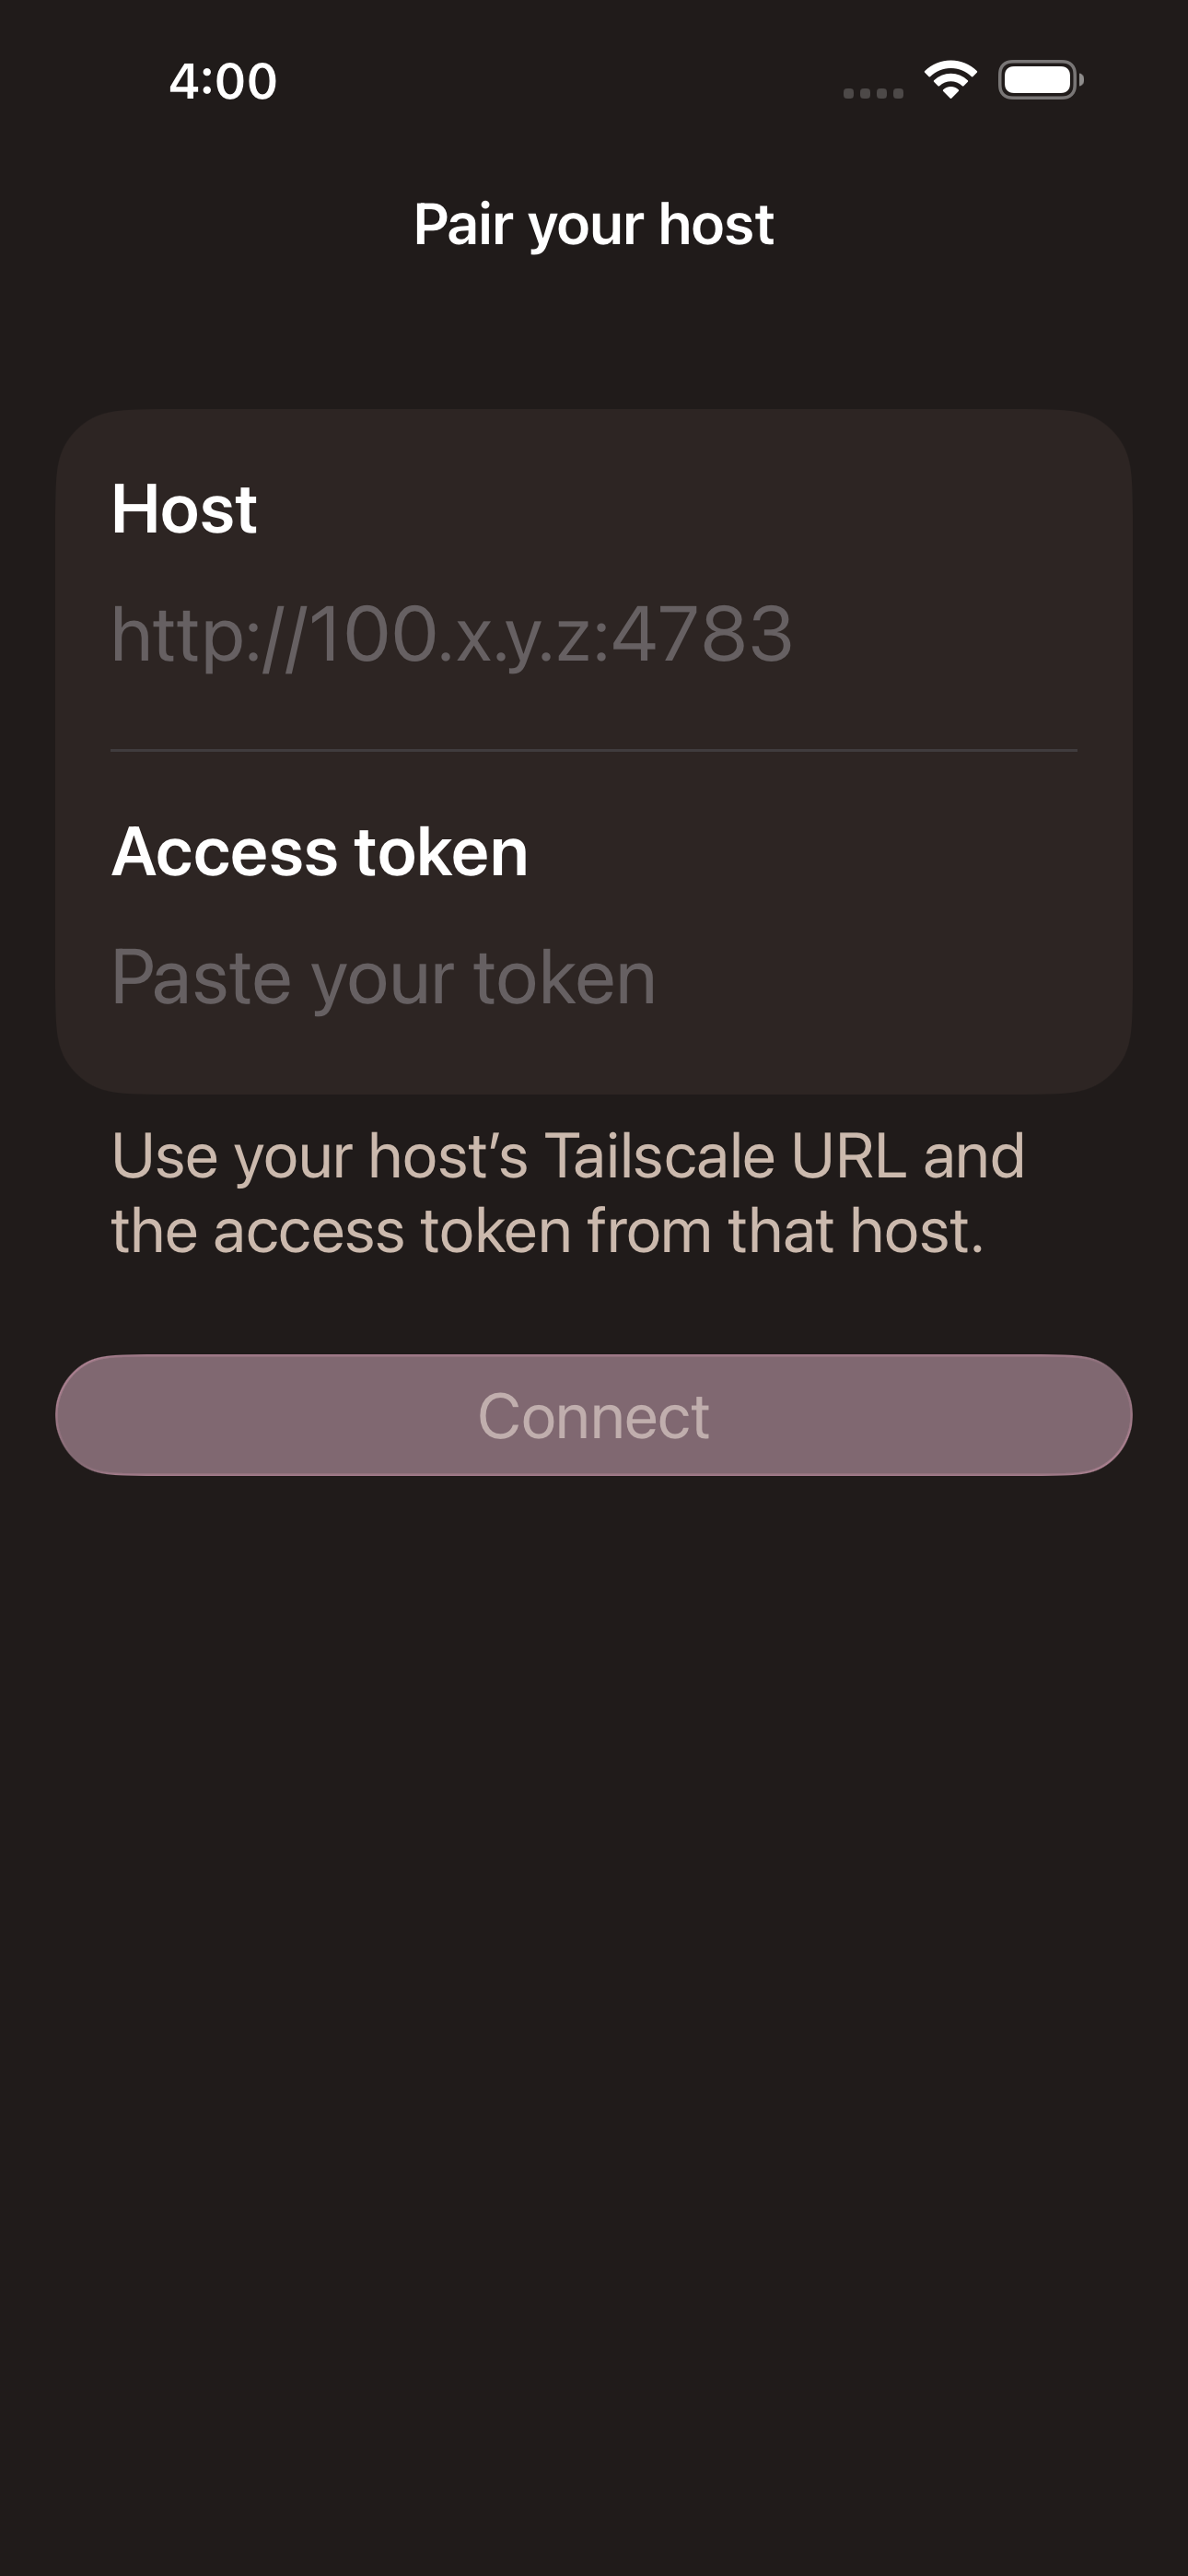 4:00
Pair your host
Host
http://100.x.y.z:4783
Access token
Paste your token
Use your host’s Tailscale URL and
the access token from that host.
Connect